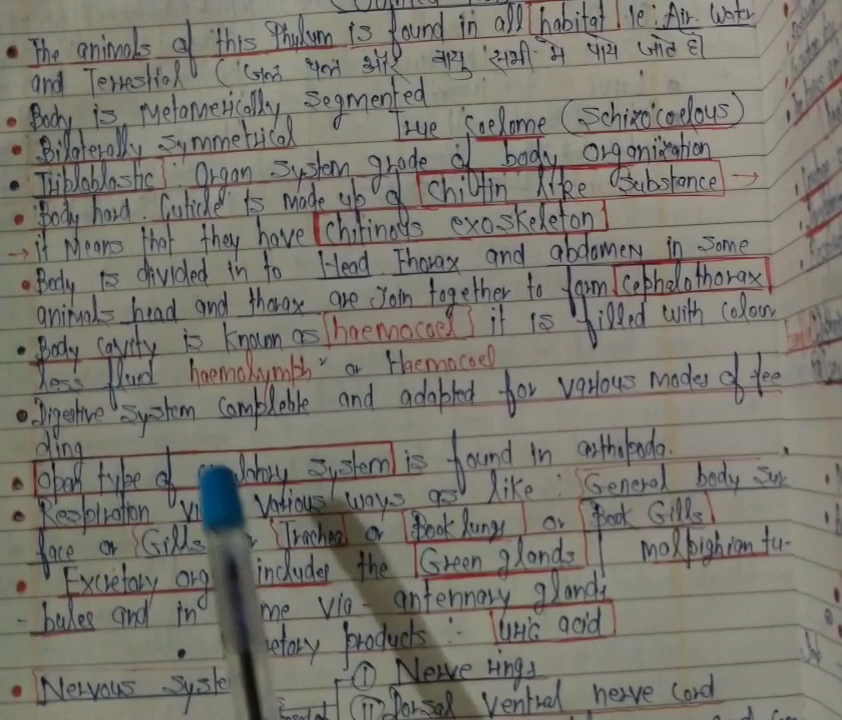 The animals of this Phylum is found in all habitat ie: Air. Water
and Terrestial ( जल थल और वायु सभी में पाये जाते है)
• Body is Metamerically segmented
• Bilaterally Symmetrical True Coelome (Schizocoelous)
• Tribloblastic: Organ System grade of body organization
• Body hard. Cuticle is made up of Chitin like Substance →
→ it Means that they have chitinous exoskeleton
• Body is divided in to Head Thorax and abdomen in Some
animals head and thorax are Join together to form cephalothorax
• Body cavity is known as haemocoel it is filled with colour
less fluid haemolymph" or Haemocoel
• Digestive System Complete and adapted for various modes of fee
ding
• Open type of System is found in arthopoda.
• Respiration various ways as like : General body Sur
face or Gills Trachea or Book lungs or Book Gills
• Excretory org includes the Green glands malpighian tu-
- bules and in me via - antennary glands
• etory products :- Uric acid
• Nervous Syste ① Nerve rings
⑪ Dorsal Ventral nerve cord